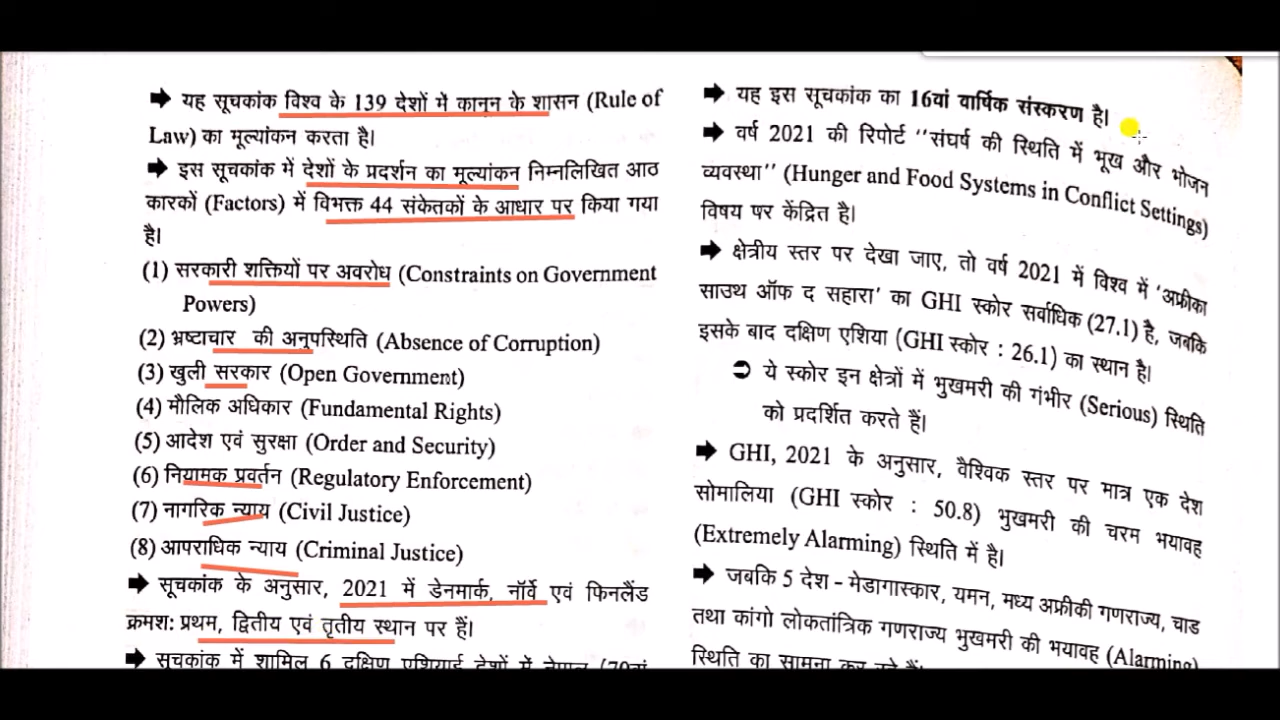 ➡ यह सूचकांक विश्व के 139 देशों में कानून के शासन (Rule of
Law) का मूल्यांकन करता है।
➡ इस सूचकांक में देशों के प्रदर्शन का मूल्यांकन निम्नलिखित आठ
कारकों (Factors) में विभक्त 44 संकेतकों के आधार पर किया गया
है।
(1) सरकारी शक्तियों पर अवरोध (Constraints on Government
Powers)
(2) भ्रष्टाचार की अनुपस्थिति (Absence of Corruption)
(3) खुली सरकार (Open Government)
(4) मौलिक अधिकार (Fundamental Rights)
(5) आदेश एवं सुरक्षा (Order and Security)
(6) नियामक प्रवर्तन (Regulatory Enforcement)
(7) नागरिक न्याय (Civil Justice)
(8) आपराधिक न्याय (Criminal Justice)
➡ सूचकांक के अनुसार, 2021 में डेनमार्क, नॉर्वे एवं फिनलैंड
क्रमश: प्रथम, द्वितीय एवं तृतीय स्थान पर हैं।
➡ सूचकांक में शामिल 6 दक्षिण एशियाई देशों में नेपाल (70वां
➡ यह इस सूचकांक का 16वां वार्षिक संस्करण है।
➡ वर्ष 2021 की रिपोर्ट "संघर्ष की स्थिति में भूख और भोजन
व्यवस्था" (Hunger and Food Systems in Conflict Settings)
विषय पर केंद्रित है।
➡ क्षेत्रीय स्तर पर देखा जाए, तो वर्ष 2021 में विश्व में 'अफ्रीका
साउथ ऑफ द सहारा' का GHI स्कोर सर्वाधिक (27.1) है, जबकि
इसके बाद दक्षिण एशिया (GHI स्कोर : 26.1) का स्थान है।
➲ ये स्कोर इन क्षेत्रों में भुखमरी की गंभीर (Serious) स्थिति
को प्रदर्शित करते हैं।
➡ GHI, 2021 के अनुसार, वैश्विक स्तर पर मात्र एक देश
सोमालिया (GHI स्कोर : 50.8) भुखमरी की चरम भयावह
(Extremely Alarming) स्थिति में है।
➡ जबकि 5 देश - मेडागास्कार, यमन, मध्य अफ्रीकी गणराज्य, चाड
तथा कांगो लोकतांत्रिक गणराज्य भुखमरी की भयावह (Alarming)
स्थिति का सामना कर रहे हैं।